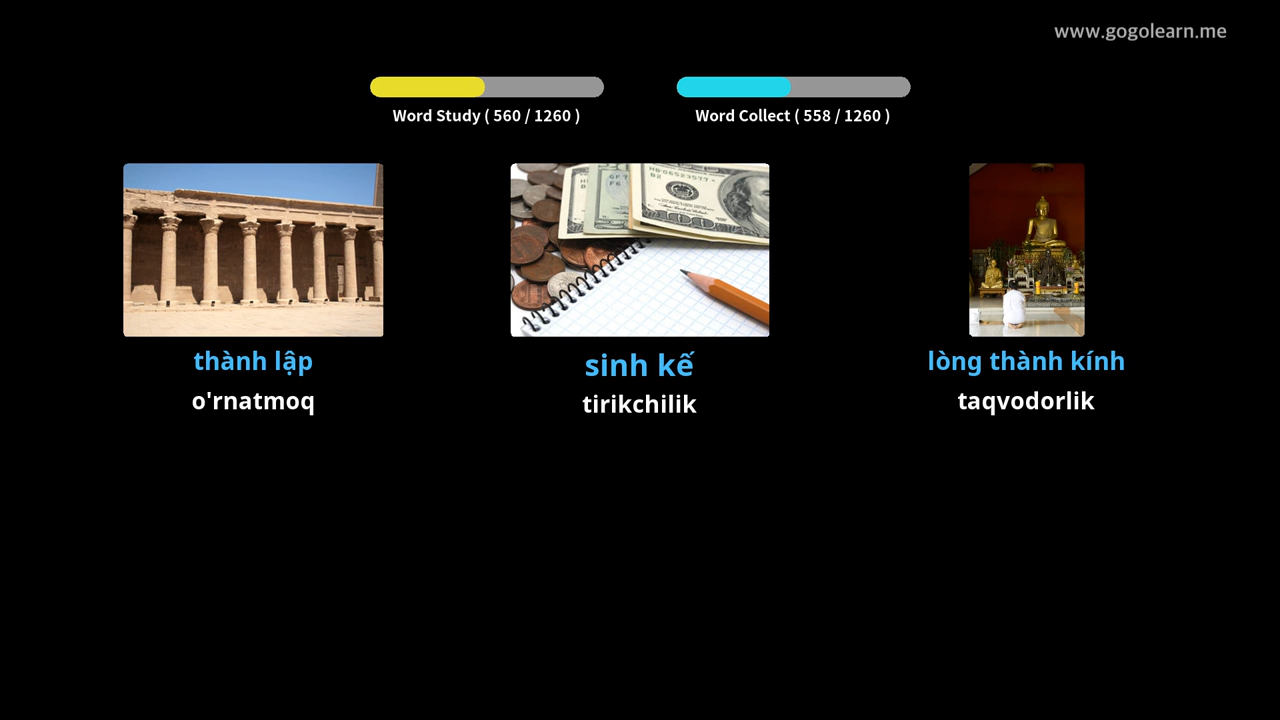 www.gogolearn.me
Word Study ( 560 / 1260 )
Word Collect ( 558 / 1260 )
thành lập
o'rnatmoq
sinh kế
tirikchilik
lòng thành kính
taqvodorlik